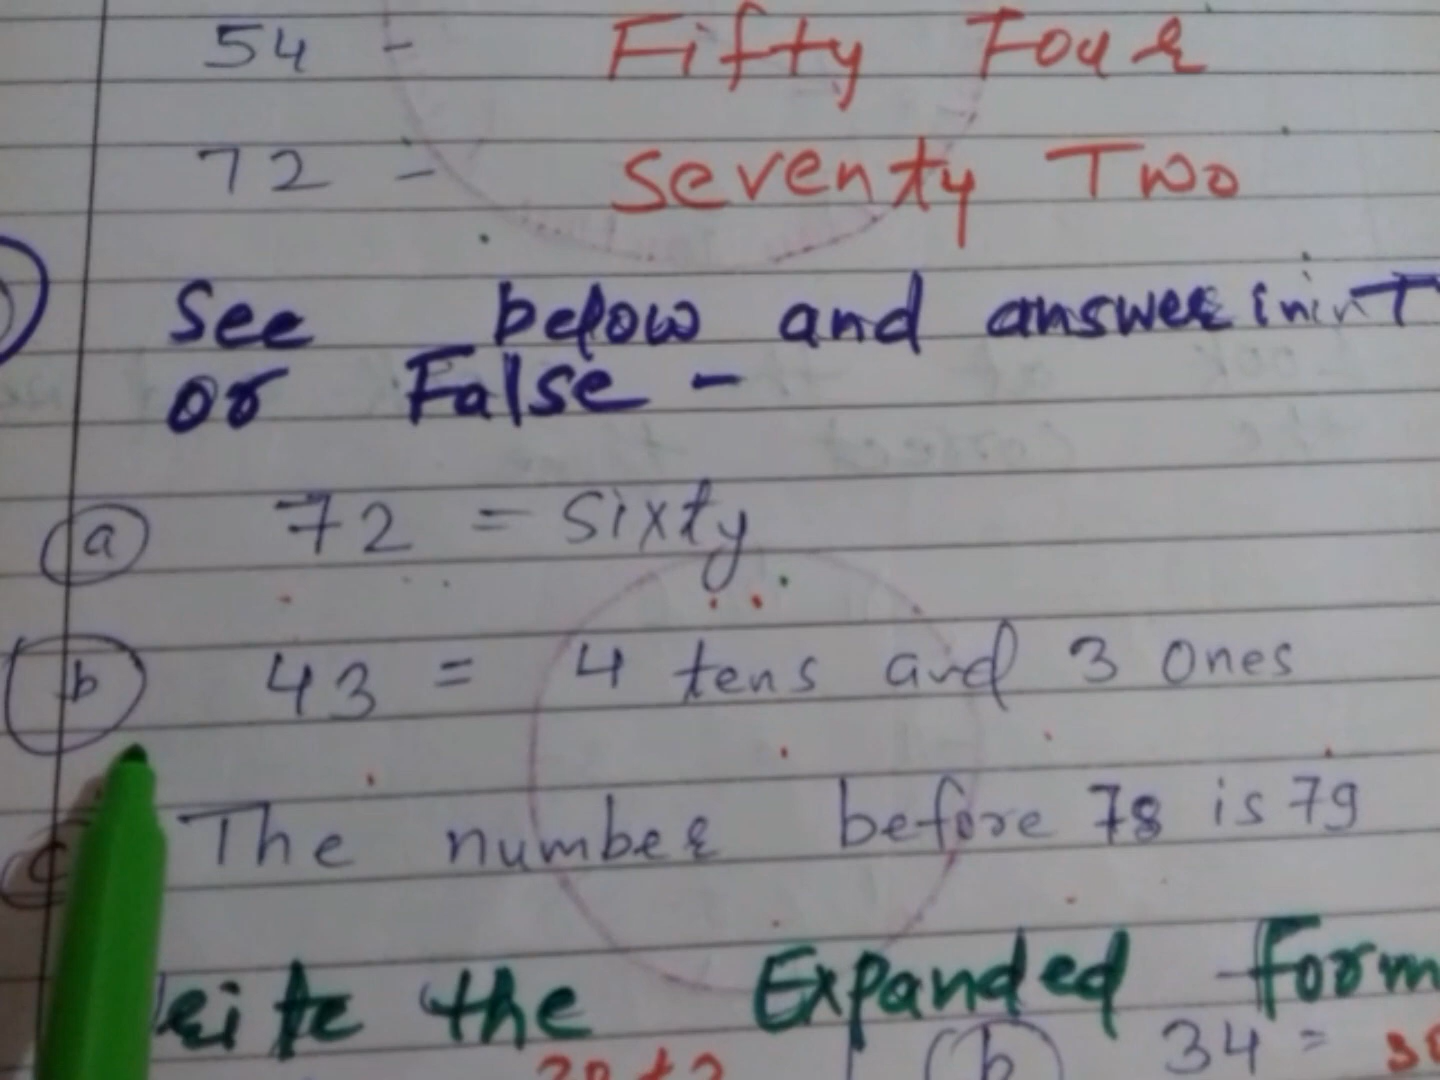 54 - Fifty Four
72 - Seventy Two
See below and answer in T
or False -
a 72 = Sixty
b 43 = 4 tens and 3 Ones
c The number before 78 is 79
rite the Expanded form
b 34 =